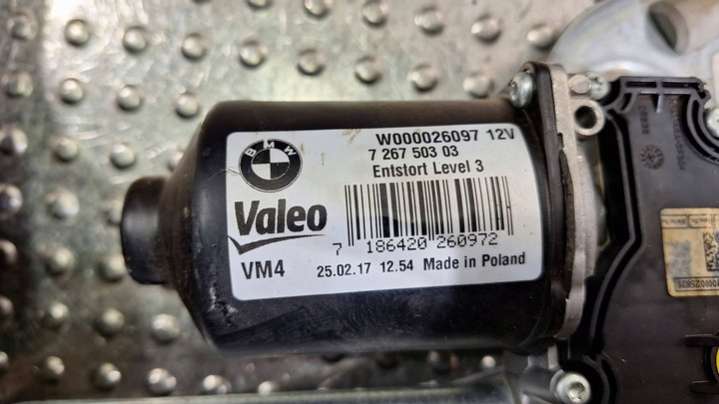 BMW
W000026097 12V
7 267 503 03
Entstort Level 3
Valeo
7 186420 260972
VM4
25.02.17 12.54 Made in Poland